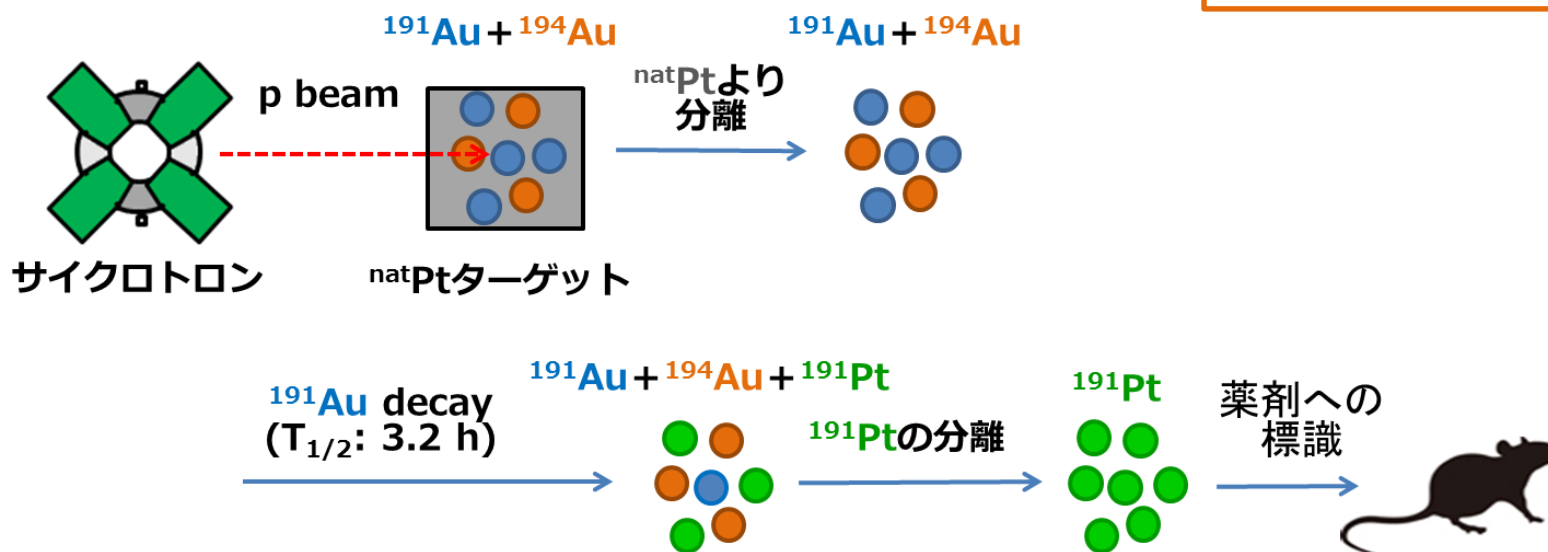 ¹⁹¹Au+¹⁹⁴Au
¹⁹¹Au+¹⁹⁴Au
p beam
ⁿᵃᵗPtより
分離
サイクロトロン
ⁿᵃᵗPtターゲット
¹⁹¹Au decay
(T₁/₂: 3.2 h)
¹⁹¹Au+¹⁹⁴Au+¹⁹¹Pt
¹⁹¹Ptの分離
¹⁹¹Pt
薬剤への
標識